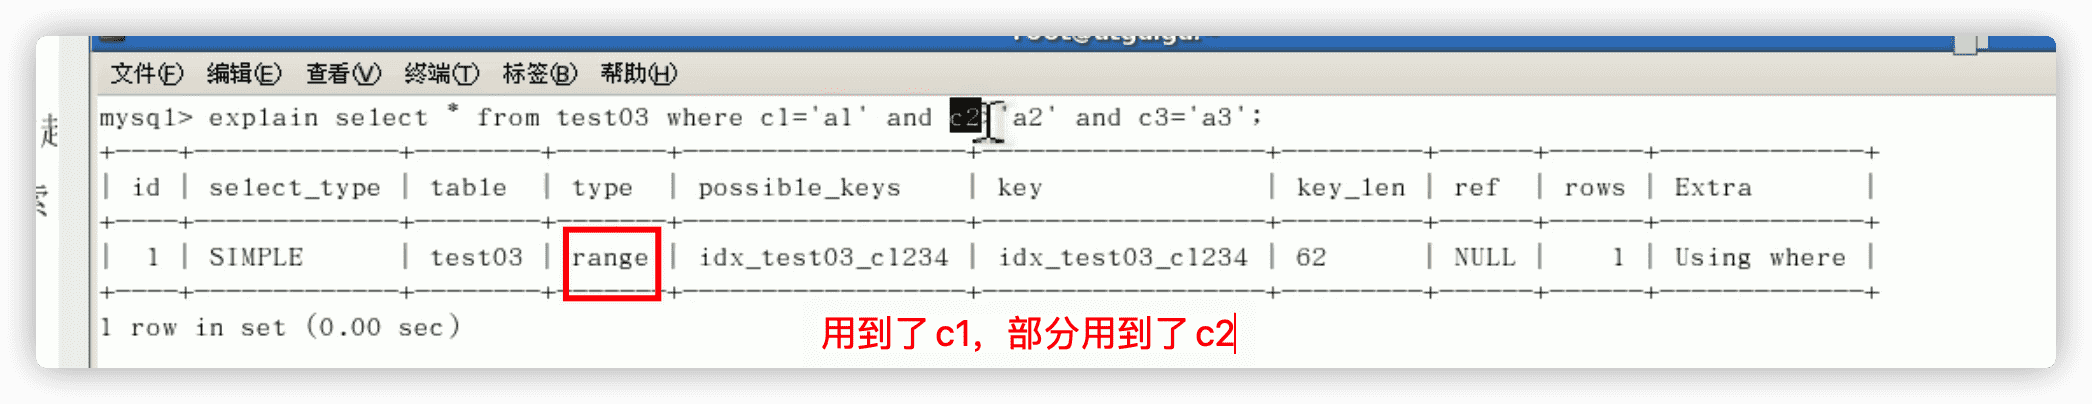 文件(F) 编辑(E) 查看(V) 终端(T) 标签(B) 帮助(H)
mysql> explain select * from test03 where c1='a1' and c2>'a2' and c3='a3';
| id | select_type | table | type | possible_keys | key | key_len | ref | rows | Extra |
| 1 | SIMPLE | test03 | range | idx_test03_c1234 | idx_test03_c1234 | 62 | NULL | 1 | Using where |
1 row in set (0.00 sec)
用到了c1，部分用到了c2